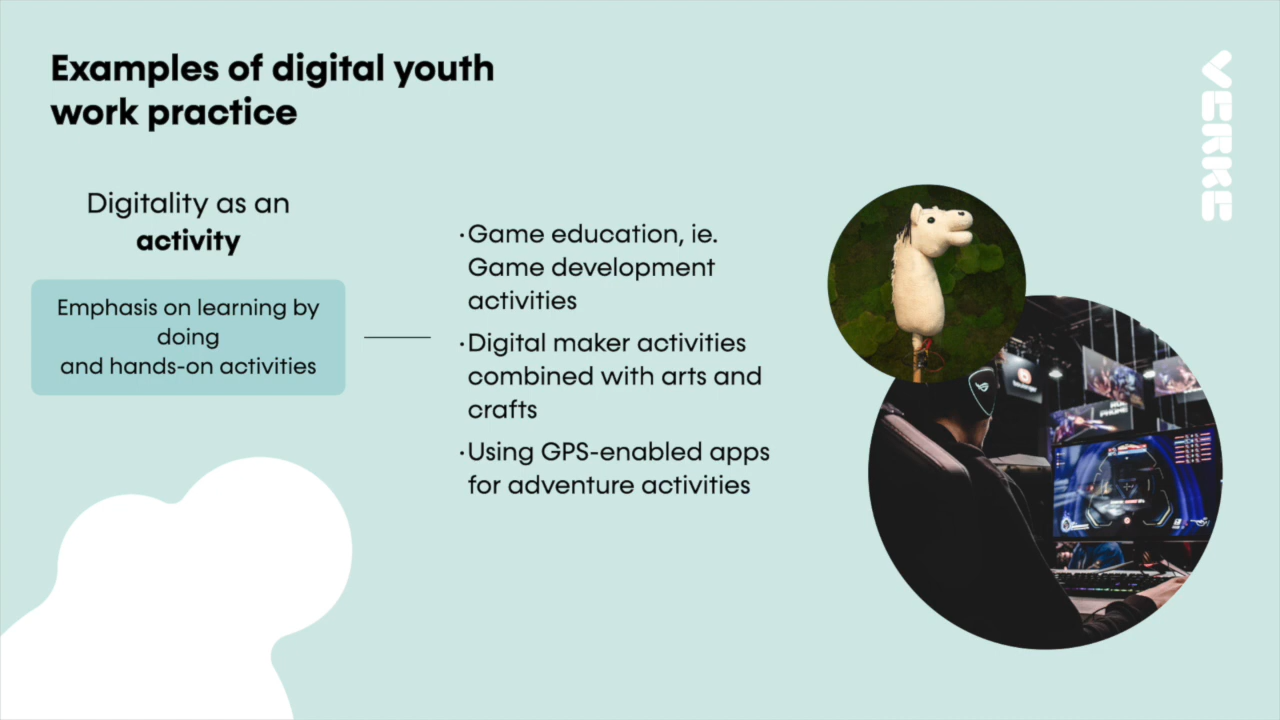 Examples of digital youth
work practice
VERKE
Digitality as an
activity
Emphasis on learning by
doing
and hands-on activities
·Game education, ie.
Game development
activities
·Digital maker activities
combined with arts and
crafts
·Using GPS-enabled apps
for adventure activities